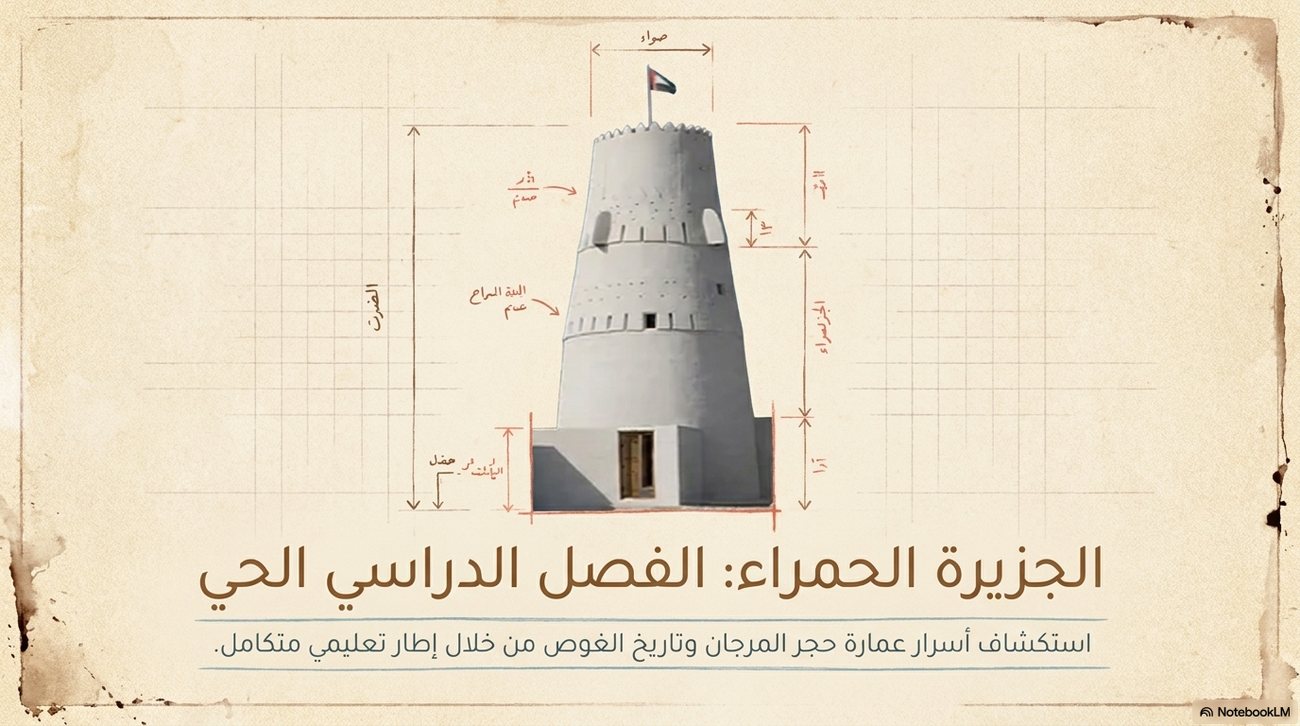 صواء
الجزيرة الحمراء: الفصل الدراسي الحي
استكشاف أسرار عمارة حجر المرجان وتاريخ الغوص من خلال إطار تعليمي متكامل.
NotebookLM